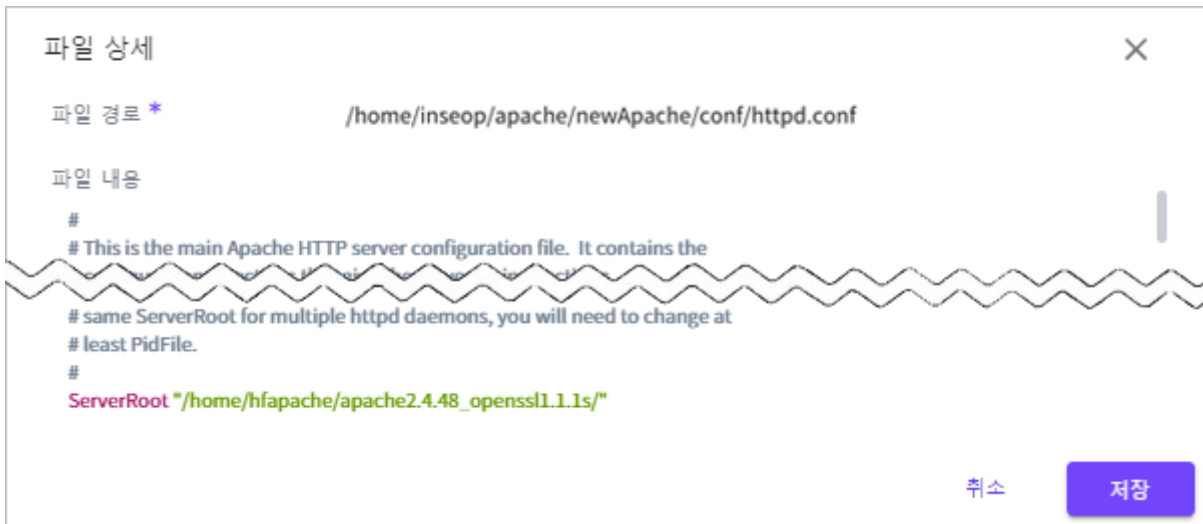 파일 상세
파일 경로 *
/home/inseop/apache/newApache/conf/httpd.conf
파일 내용
#
# This is the main Apache HTTP server configuration file. It contains the
# same ServerRoot for multiple httpd daemons, you will need to change at
# least PidFile.
#
ServerRoot "/home/hfapache/apache2.4.48_openssl1.1.1s/"
취소
저장